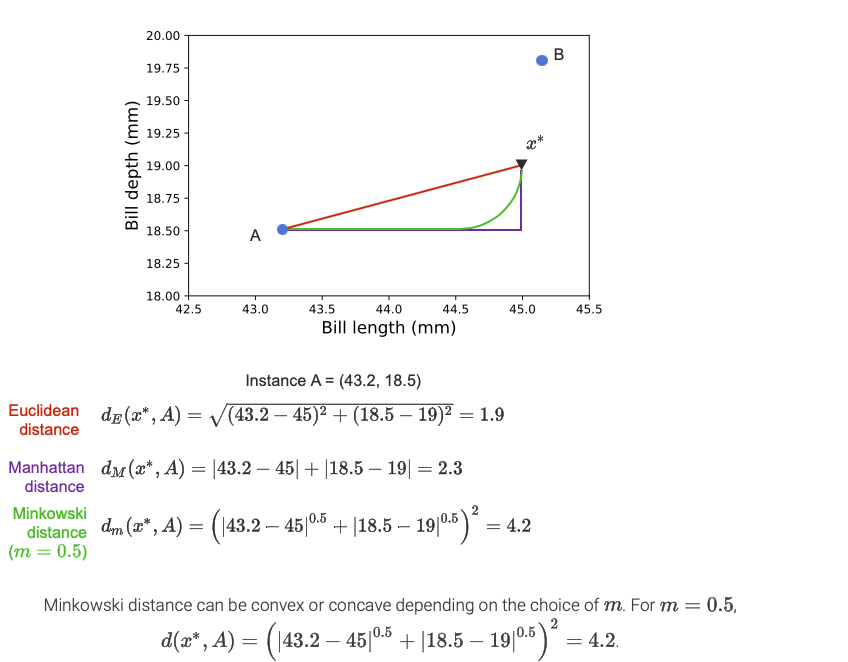 20.00
19.75
19.50
19.25
19.00
18.75
18.50
18.25
18.00
Bill depth (mm)
B
x*
A
42.5 43.0 43.5 44.0 44.5 45.0 45.5
Bill length (mm)
Instance A = (43.2, 18.5)
Euclidean distance d_E(x*, A) = √((43.2 − 45)² + (18.5 − 19)²) = 1.9
Manhattan distance d_M(x*, A) = |43.2 − 45| + |18.5 − 19| = 2.3
Minkowski distance (m = 0.5) d_m(x*, A) = (|43.2 − 45|^0.5 + |18.5 − 19|^0.5)² = 4.2
Minkowski distance can be convex or concave depending on the choice of m. For m = 0.5,
d(x*, A) = (|43.2 − 45|^0.5 + |18.5 − 19|^0.5)² = 4.2.